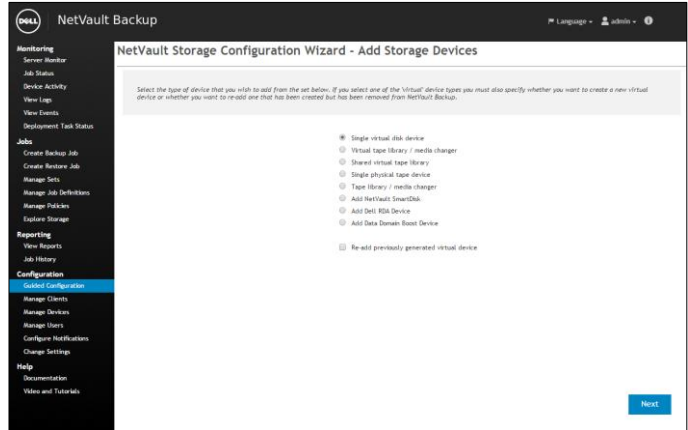 DELL
NetVault Backup
Language
admin
Monitoring
Server Monitor
Job Status
Device Activity
View Logs
View Events
Deployment Task Status
Jobs
Create Backup Job
Create Restore Job
Manage Sets
Manage Job Definitions
Manage Policies
Explore Storage
Reporting
View Reports
Job History
Configuration
Guided Configuration
Manage Clients
Manage Devices
Manage Users
Configure Notifications
Change Settings
Help
Documentation
Video and Tutorials
NetVault Storage Configuration Wizard - Add Storage Devices
Select the type of device that you wish to add from the set below. If you select one of the 'virtual' device types you must also specify whether you want to create a new virtual
device or whether you want to re-add one that has been created but has been removed from NetVault Backup.
Single virtual disk device
Virtual tape library / media changer
Shared virtual tape library
Single physical tape device
Tape library / media changer
Add NetVault SmartDisk
Add Dell RDA Device
Add Data Domain Boost Device
Re-add previously generated virtual device
Next